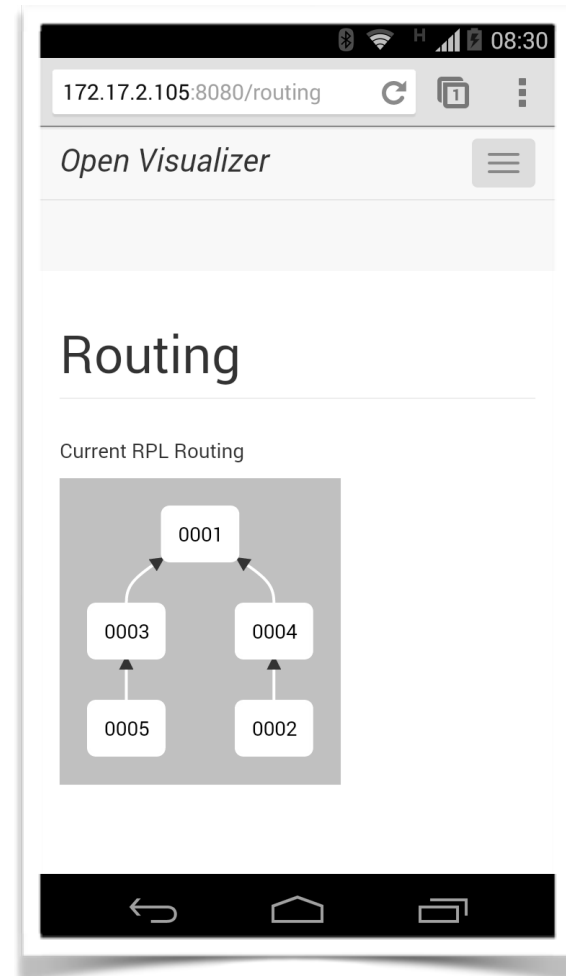 H 08:30
172.17.2.105:8080/routing 1
Open Visualizer
Routing
Current RPL Routing
0001
0003 0004
0005 0002